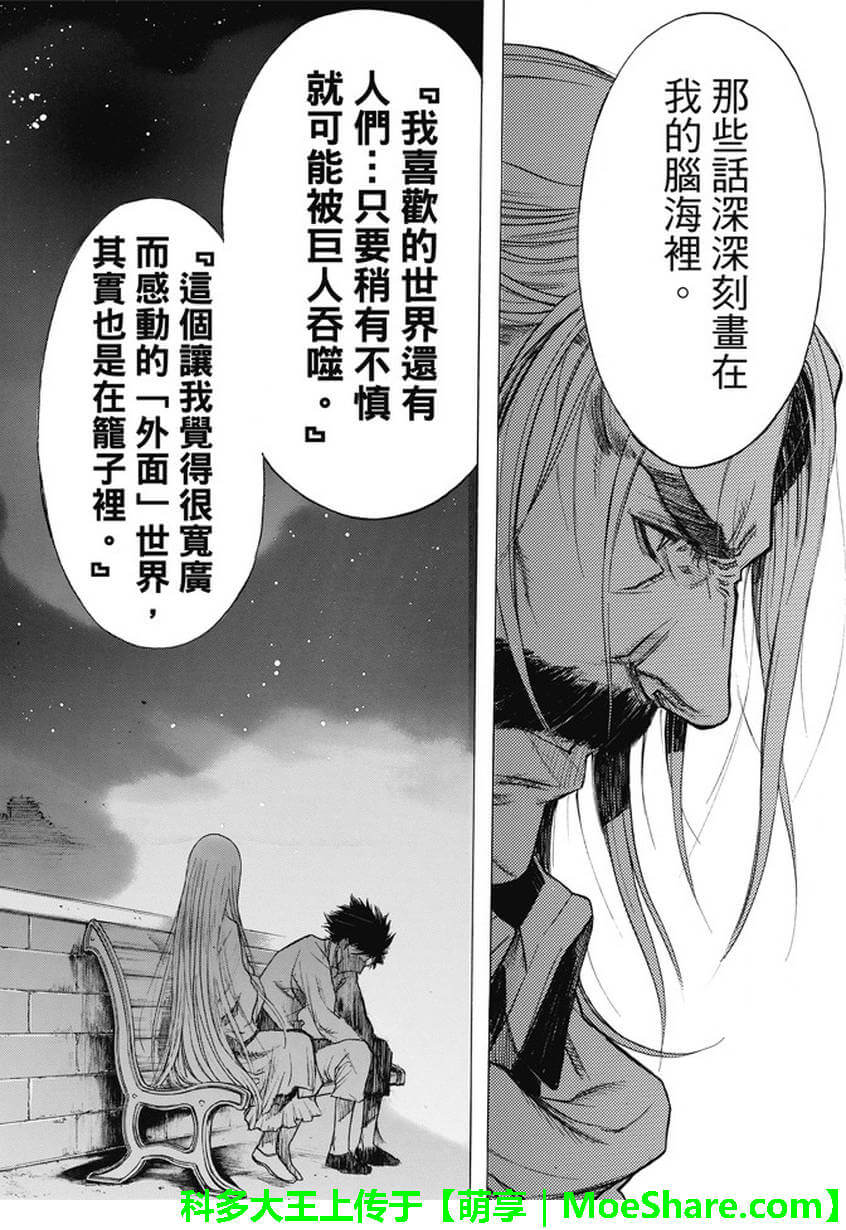 那些話深深刻畫在
我的腦海裡。
『我喜歡的世界還有
人們…只要稍有不慎
就可能被巨人吞噬。』
『這個讓我覺得很寬廣
而感動的「外面」世界，
其實也是在籠子裡。』
科多大王上传于【萌享｜MoeShare.com】